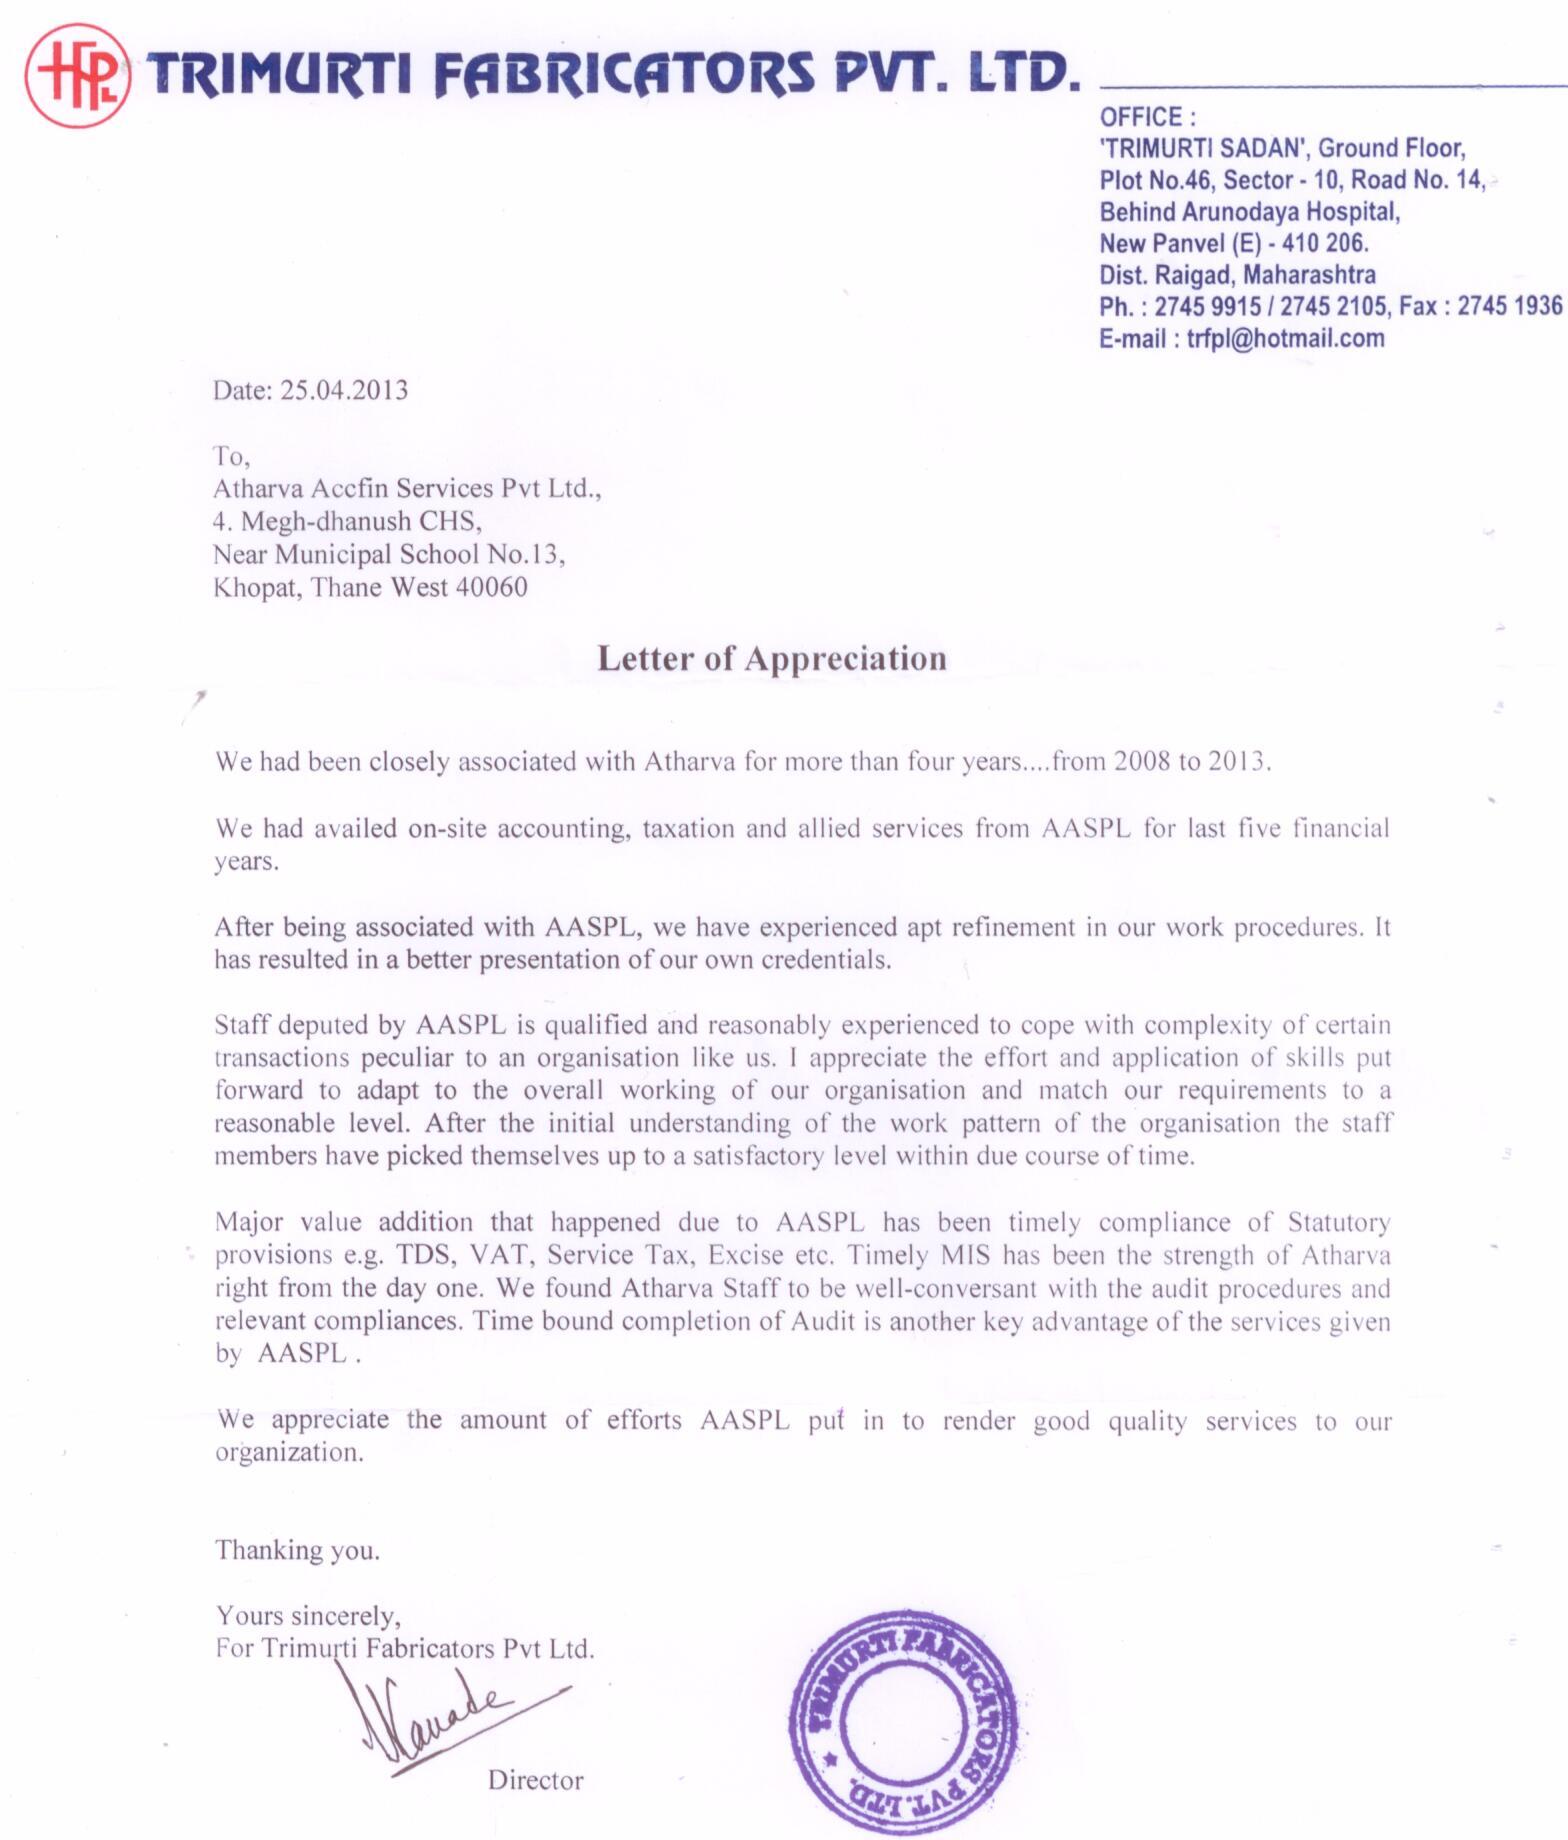 TFPL TRIMURTI FABRICATORS PVT. LTD.
OFFICE :
'TRIMURTI SADAN', Ground Floor,
Plot No.46, Sector - 10, Road No. 14,
Behind Arunodaya Hospital,
New Panvel (E) - 410 206.
Dist. Raigad, Maharashtra
Ph. : 2745 9915 / 2745 2105, Fax : 2745 1936
E-mail : trfpl@hotmail.com
Date: 25.04.2013
To,
Atharva Accfin Services Pvt Ltd.,
4. Megh-dhanush CHS,
Near Municipal School No.13,
Khopat, Thane West 40060
Letter of Appreciation
We had been closely associated with Atharva for more than four years....from 2008 to 2013.
We had availed on-site accounting, taxation and allied services from AASPL for last five financial
years.
After being associated with AASPL, we have experienced apt refinement in our work procedures. It
has resulted in a better presentation of our own credentials.
Staff deputed by AASPL is qualified and reasonably experienced to cope with complexity of certain
transactions peculiar to an organisation like us. I appreciate the effort and application of skills put
forward to adapt to the overall working of our organisation and match our requirements to a
reasonable level. After the initial understanding of the work pattern of the organisation the staff
members have picked themselves up to a satisfactory level within due course of time.
Major value addition that happened due to AASPL has been timely compliance of Statutory
provisions e.g. TDS, VAT, Service Tax, Excise etc. Timely MIS has been the strength of Atharva
right from the day one. We found Atharva Staff to be well-conversant with the audit procedures and
relevant compliances. Time bound completion of Audit is another key advantage of the services given
by AASPL .
We appreciate the amount of efforts AASPL put in to render good quality services to our
organization.
Thanking you.
Yours sincerely,
For Trimurti Fabricators Pvt Ltd.
Director
TRIMURTI FABRICATORS PVT. LTD.